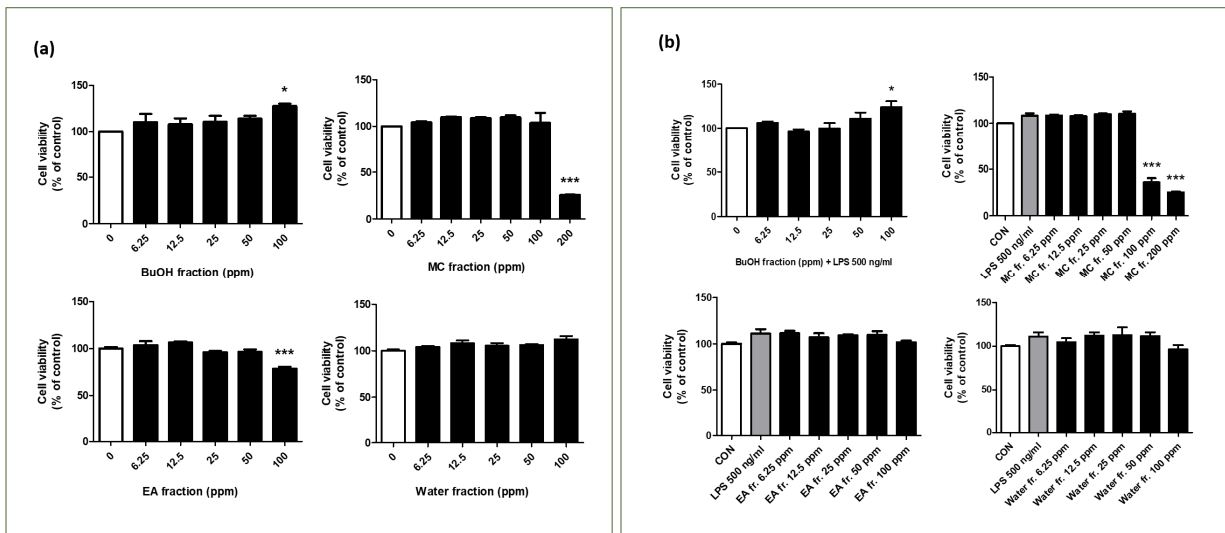 (a)
150
100
50
0
Cell viability
(% of control)
*
0
6.25
12.5
25
50
100
BuOH fraction (ppm)
150
100
50
0
Cell viability
(% of control)
***
0
6.25
12.5
25
50
100
200
MC fraction (ppm)
150
100
50
0
Cell viability
(% of control)
***
0
6.25
12.5
25
50
100
EA fraction (ppm)
150
100
50
0
Cell viability
(% of control)
0
6.25
12.5
25
50
100
Water fraction (ppm)
(b)
150
100
50
0
Cell viability
(% of control)
*
0
6.25
12.5
25
50
100
BuOH fraction (ppm) + LPS 500 ng/ml
150
100
50
0
Cell viability
(% of control)
***
***
CON
LPS 500 ng/ml
MC fr. 6.25 ppm
MC fr. 12.5 ppm
MC fr. 25 ppm
MC fr. 50 ppm
MC fr. 100 ppm
MC fr. 200 ppm
150
100
50
0
Cell viability
(% of control)
CON
LPS 500 ng/ml
EA fr. 6.25 ppm
EA fr. 12.5 ppm
EA fr. 25 ppm
EA fr. 50 ppm
EA fr. 100 ppm
150
100
50
0
Cell viability
(% of control)
CON
LPS 500 ng/ml
Water fr. 6.25 ppm
Water fr. 12.5 ppm
Water fr. 25 ppm
Water fr. 50 ppm
Water fr. 100 ppm